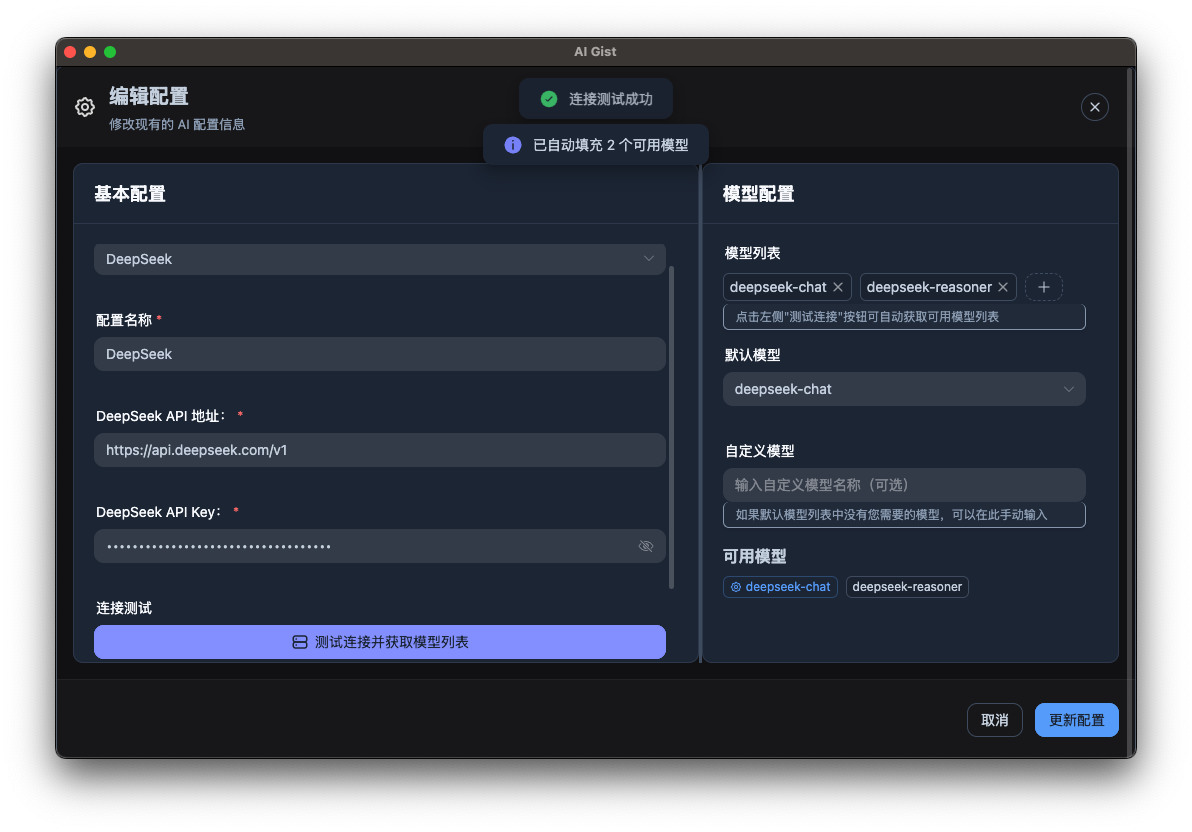 AI Gist
编辑配置
修改现有的 AI 配置信息
连接测试成功
已自动填充 2 个可用模型
基本配置
DeepSeek
配置名称 *
DeepSeek
DeepSeek API 地址: *
https://api.deepseek.com/v1
DeepSeek API Key: *
••••••••••••••••••••••••••••••••••••
连接测试
测试连接并获取模型列表
模型配置
模型列表
deepseek-chat
deepseek-reasoner
点击左侧"测试连接"按钮可自动获取可用模型列表
默认模型
deepseek-chat
自定义模型
输入自定义模型名称（可选）
如果默认模型列表中没有您需要的模型，可以在此手动输入
可用模型
deepseek-chat
deepseek-reasoner
取消
更新配置